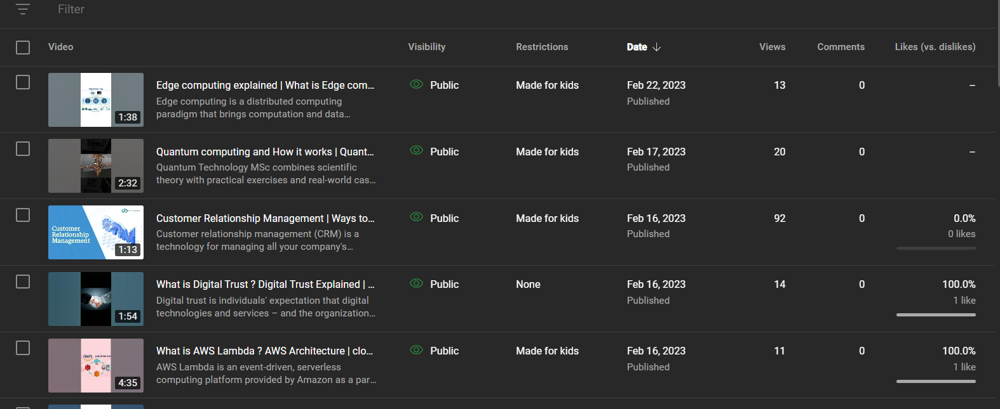 Filter
Video Visibility Restrictions Date Views Comments Likes (vs. dislikes)
Edge computing explained | What is Edge com... Public Made for kids Feb 22, 2023 13 0 –
Edge computing is a distributed computing Published
paradigm that brings computation and data...
1:38
Quantum computing and How it works | Quant... Public Made for kids Feb 17, 2023 20 0 –
Quantum Technology MSc combines scientific Published
theory with practical exercises and real-world cas...
2:32
Customer Relationship Management | Ways to... Public Made for kids Feb 16, 2023 92 0 0.0%
Customer relationship management (CRM) is a Published 0 likes
technology for managing all your company's...
Customer
Relationship
Management
1:13
What is Digital Trust ? Digital Trust Explained | ... Public None Feb 16, 2023 14 0 100.0%
Digital trust is individuals' expectation that digital Published 1 like
technologies and services – and the organization...
1:54
What is AWS Lambda ? AWS Architecture | clo... Public Made for kids Feb 16, 2023 11 0 100.0%
AWS Lambda is an event-driven, serverless Published 1 like
computing platform provided by Amazon as a par...
aws
4:35